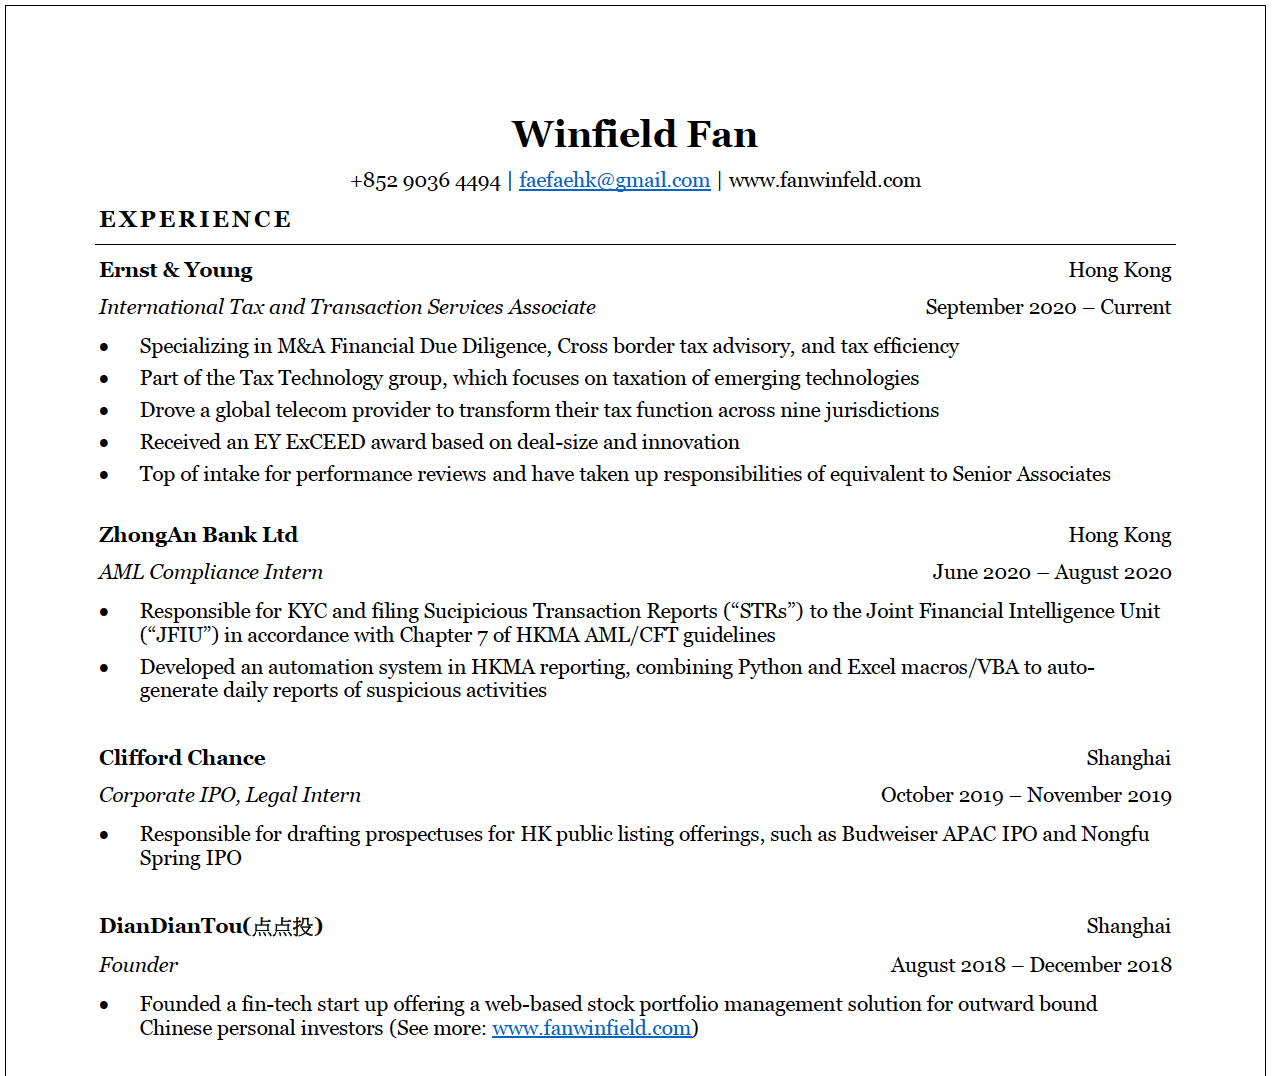 Winfield Fan
+852 9036 4494 | faefaehk@gmail.com | www.fanwinfeld.com
EXPERIENCE
Ernst & Young Hong Kong
International Tax and Transaction Services Associate September 2020 – Current
• Specializing in M&A Financial Due Diligence, Cross border tax advisory, and tax efficiency
• Part of the Tax Technology group, which focuses on taxation of emerging technologies
• Drove a global telecom provider to transform their tax function across nine jurisdictions
• Received an EY ExCEED award based on deal-size and innovation
• Top of intake for performance reviews and have taken up responsibilities of equivalent to Senior Associates
ZhongAn Bank Ltd Hong Kong
AML Compliance Intern June 2020 – August 2020
• Responsible for KYC and filing Sucipicious Transaction Reports (“STRs”) to the Joint Financial Intelligence Unit
(“JFIU”) in accordance with Chapter 7 of HKMA AML/CFT guidelines
• Developed an automation system in HKMA reporting, combining Python and Excel macros/VBA to auto-
generate daily reports of suspicious activities
Clifford Chance Shanghai
Corporate IPO, Legal Intern October 2019 – November 2019
• Responsible for drafting prospectuses for HK public listing offerings, such as Budweiser APAC IPO and Nongfu
Spring IPO
DianDianTou(点点投) Shanghai
Founder August 2018 – December 2018
• Founded a fin-tech start up offering a web-based stock portfolio management solution for outward bound
Chinese personal investors (See more: www.fanwinfield.com)